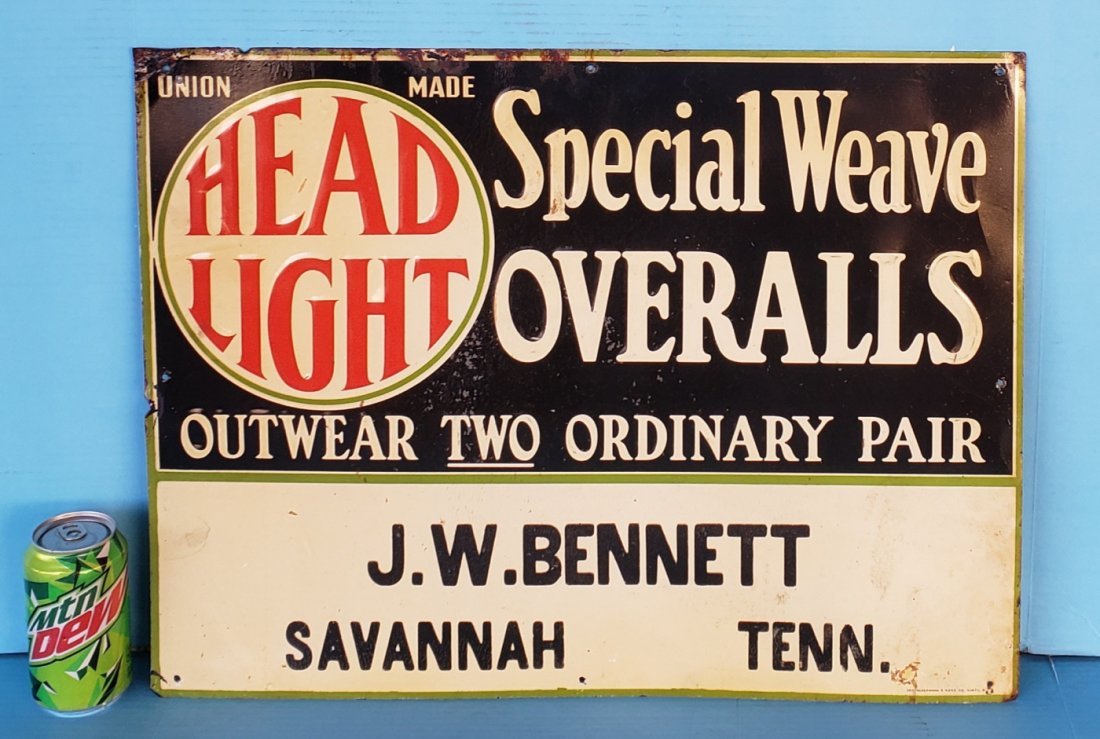 UNION MADE
HEAD LIGHT
Special Weave
OVERALLS
OUTWEAR TWO ORDINARY PAIR
J.W.BENNETT
SAVANNAH TENN.
mtn
DEW